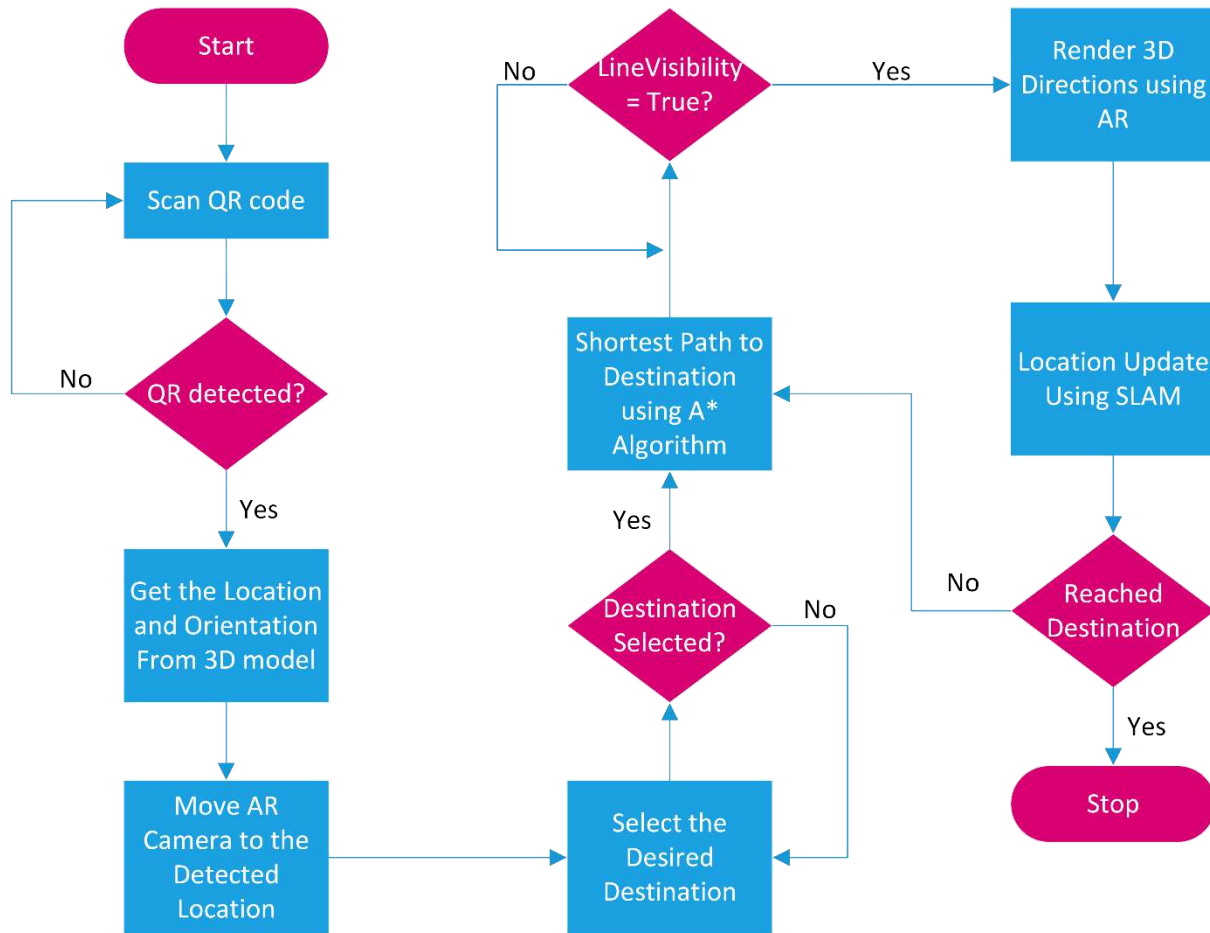 Start
Scan QR code
QR detected?
No
Yes
Get the Location
and Orientation
From 3D model
Move AR
Camera to the
Detected
Location
Select the
Desired
Destination
Destination
Selected?
No
Yes
Shortest Path to
Destination
using A*
Algorithm
LineVisibility
= True?
No
Yes
Render 3D
Directions using
AR
Location Update
Using SLAM
Reached
Destination
No
Yes
Stop